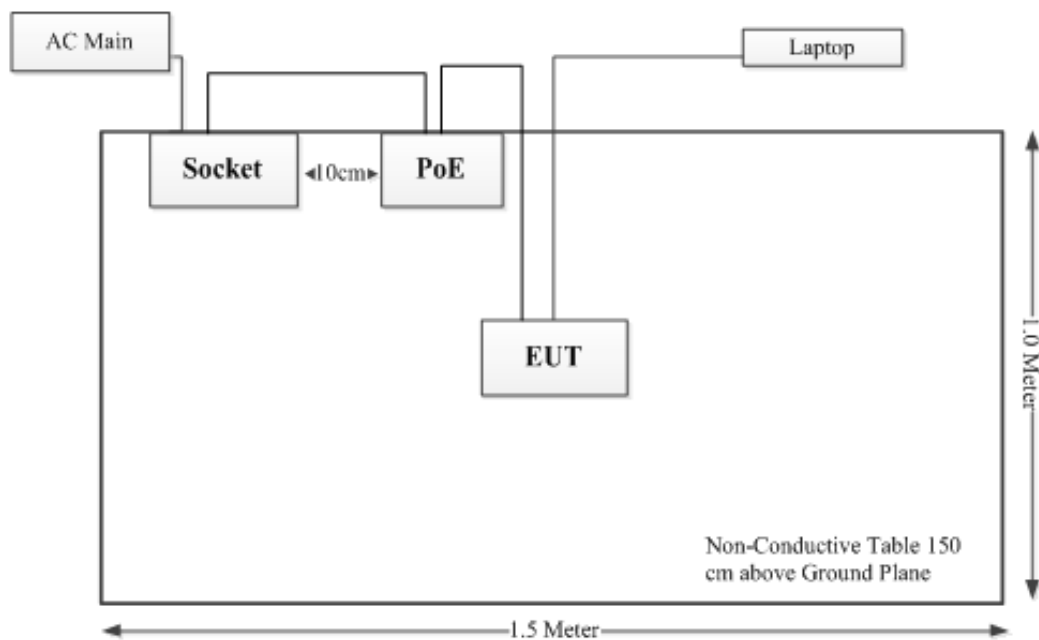 AC Main
Laptop
Socket
10cm
PoE
EUT
1.0 Meter
Non-Conductive Table 150
cm above Ground Plane
1.5 Meter